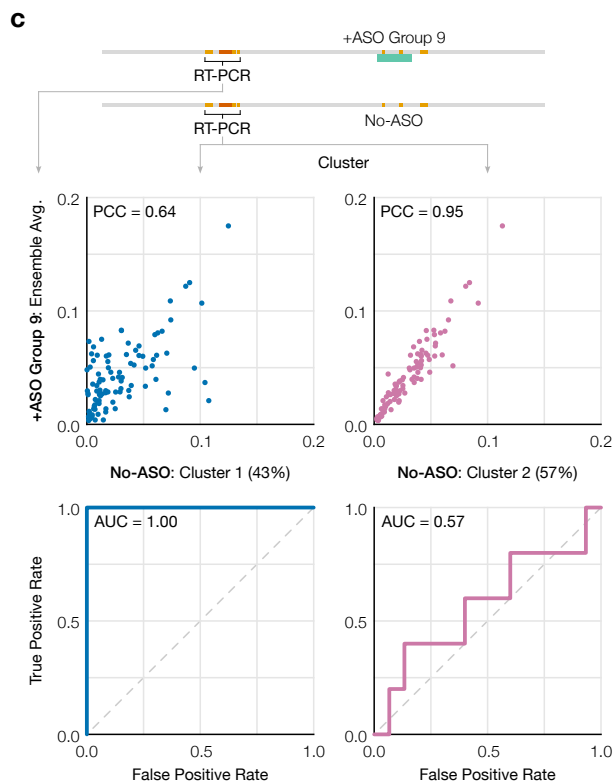 c
+ASO Group 9
RT-PCR
RT-PCR
No-ASO
Cluster
+ASO Group 9: Ensemble Avg.
0.2
0.1
0.0
PCC = 0.64
0.0 0.1 0.2
No-ASO: Cluster 1 (43%)
0.2
0.1
0.0
PCC = 0.95
0.0 0.1 0.2
No-ASO: Cluster 2 (57%)
True Positive Rate
1.0
0.5
0.0
AUC = 1.00
0.0 0.5 1.0
False Positive Rate
1.0
0.5
0.0
AUC = 0.57
0.0 0.5 1.0
False Positive Rate